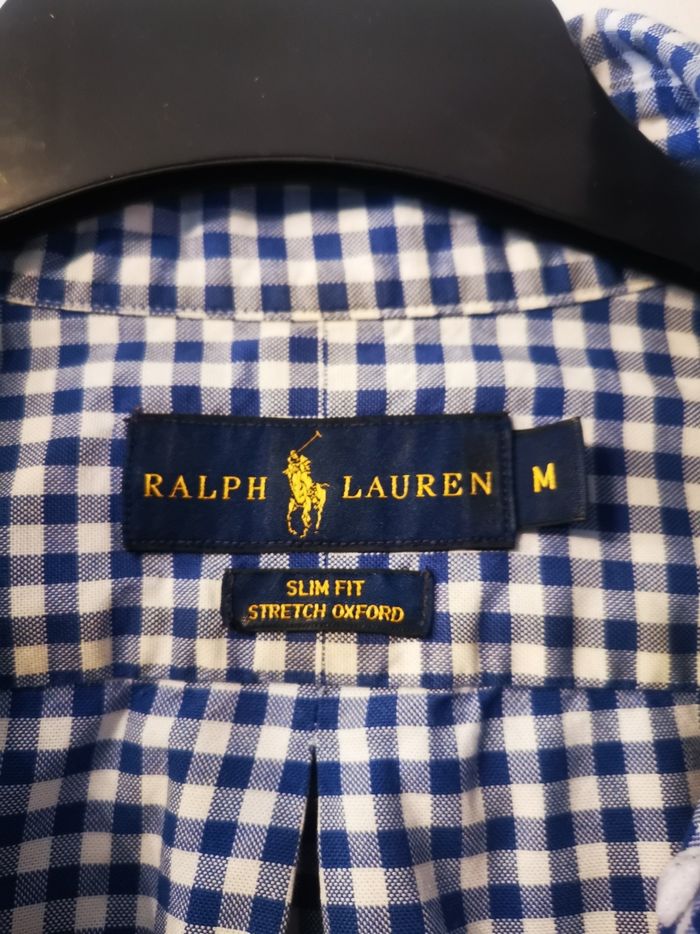 RALPH LAUREN M
SLIM FIT
STRETCH OXFORD